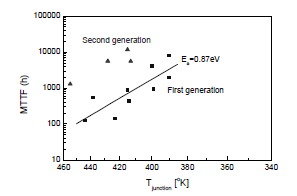 100000
10000
1000
100
10
MTTF (h)
Second generation
Ea=0.87eV
First generation
460 440 420 400 380 360 340
Tjunction [°K]